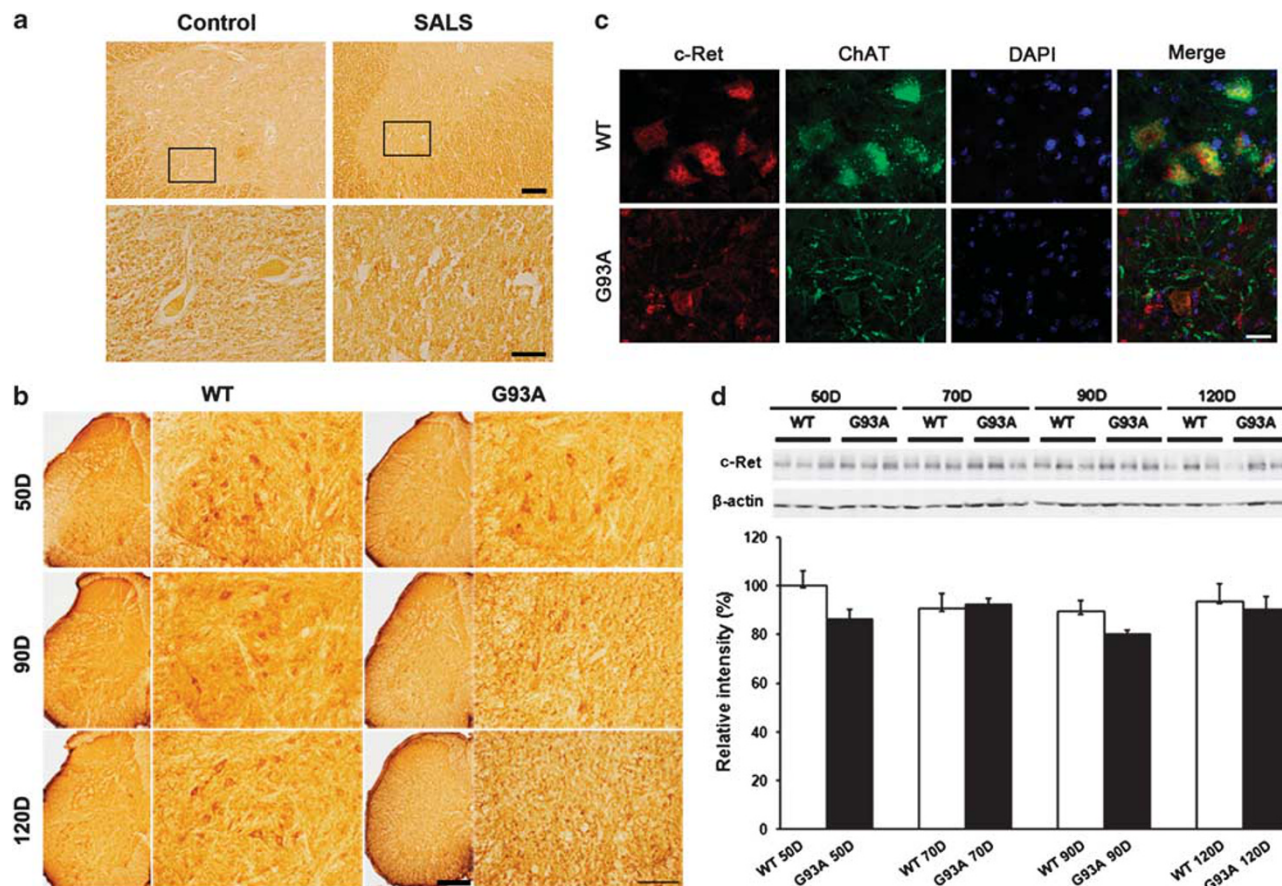 a
Control SALS
b
WT G93A
50D
90D
120D
c
c-Ret ChAT DAPI Merge
WT
G93A
d
50D 70D 90D 120D
WT G93A WT G93A WT G93A WT G93A
c-Ret
β-actin
Relative intensity (%)
120
100
80
60
40
20
0
WT 50D
G93A 50D
WT 70D
G93A 70D
WT 90D
G93A 90D
WT 120D
G93A 120D